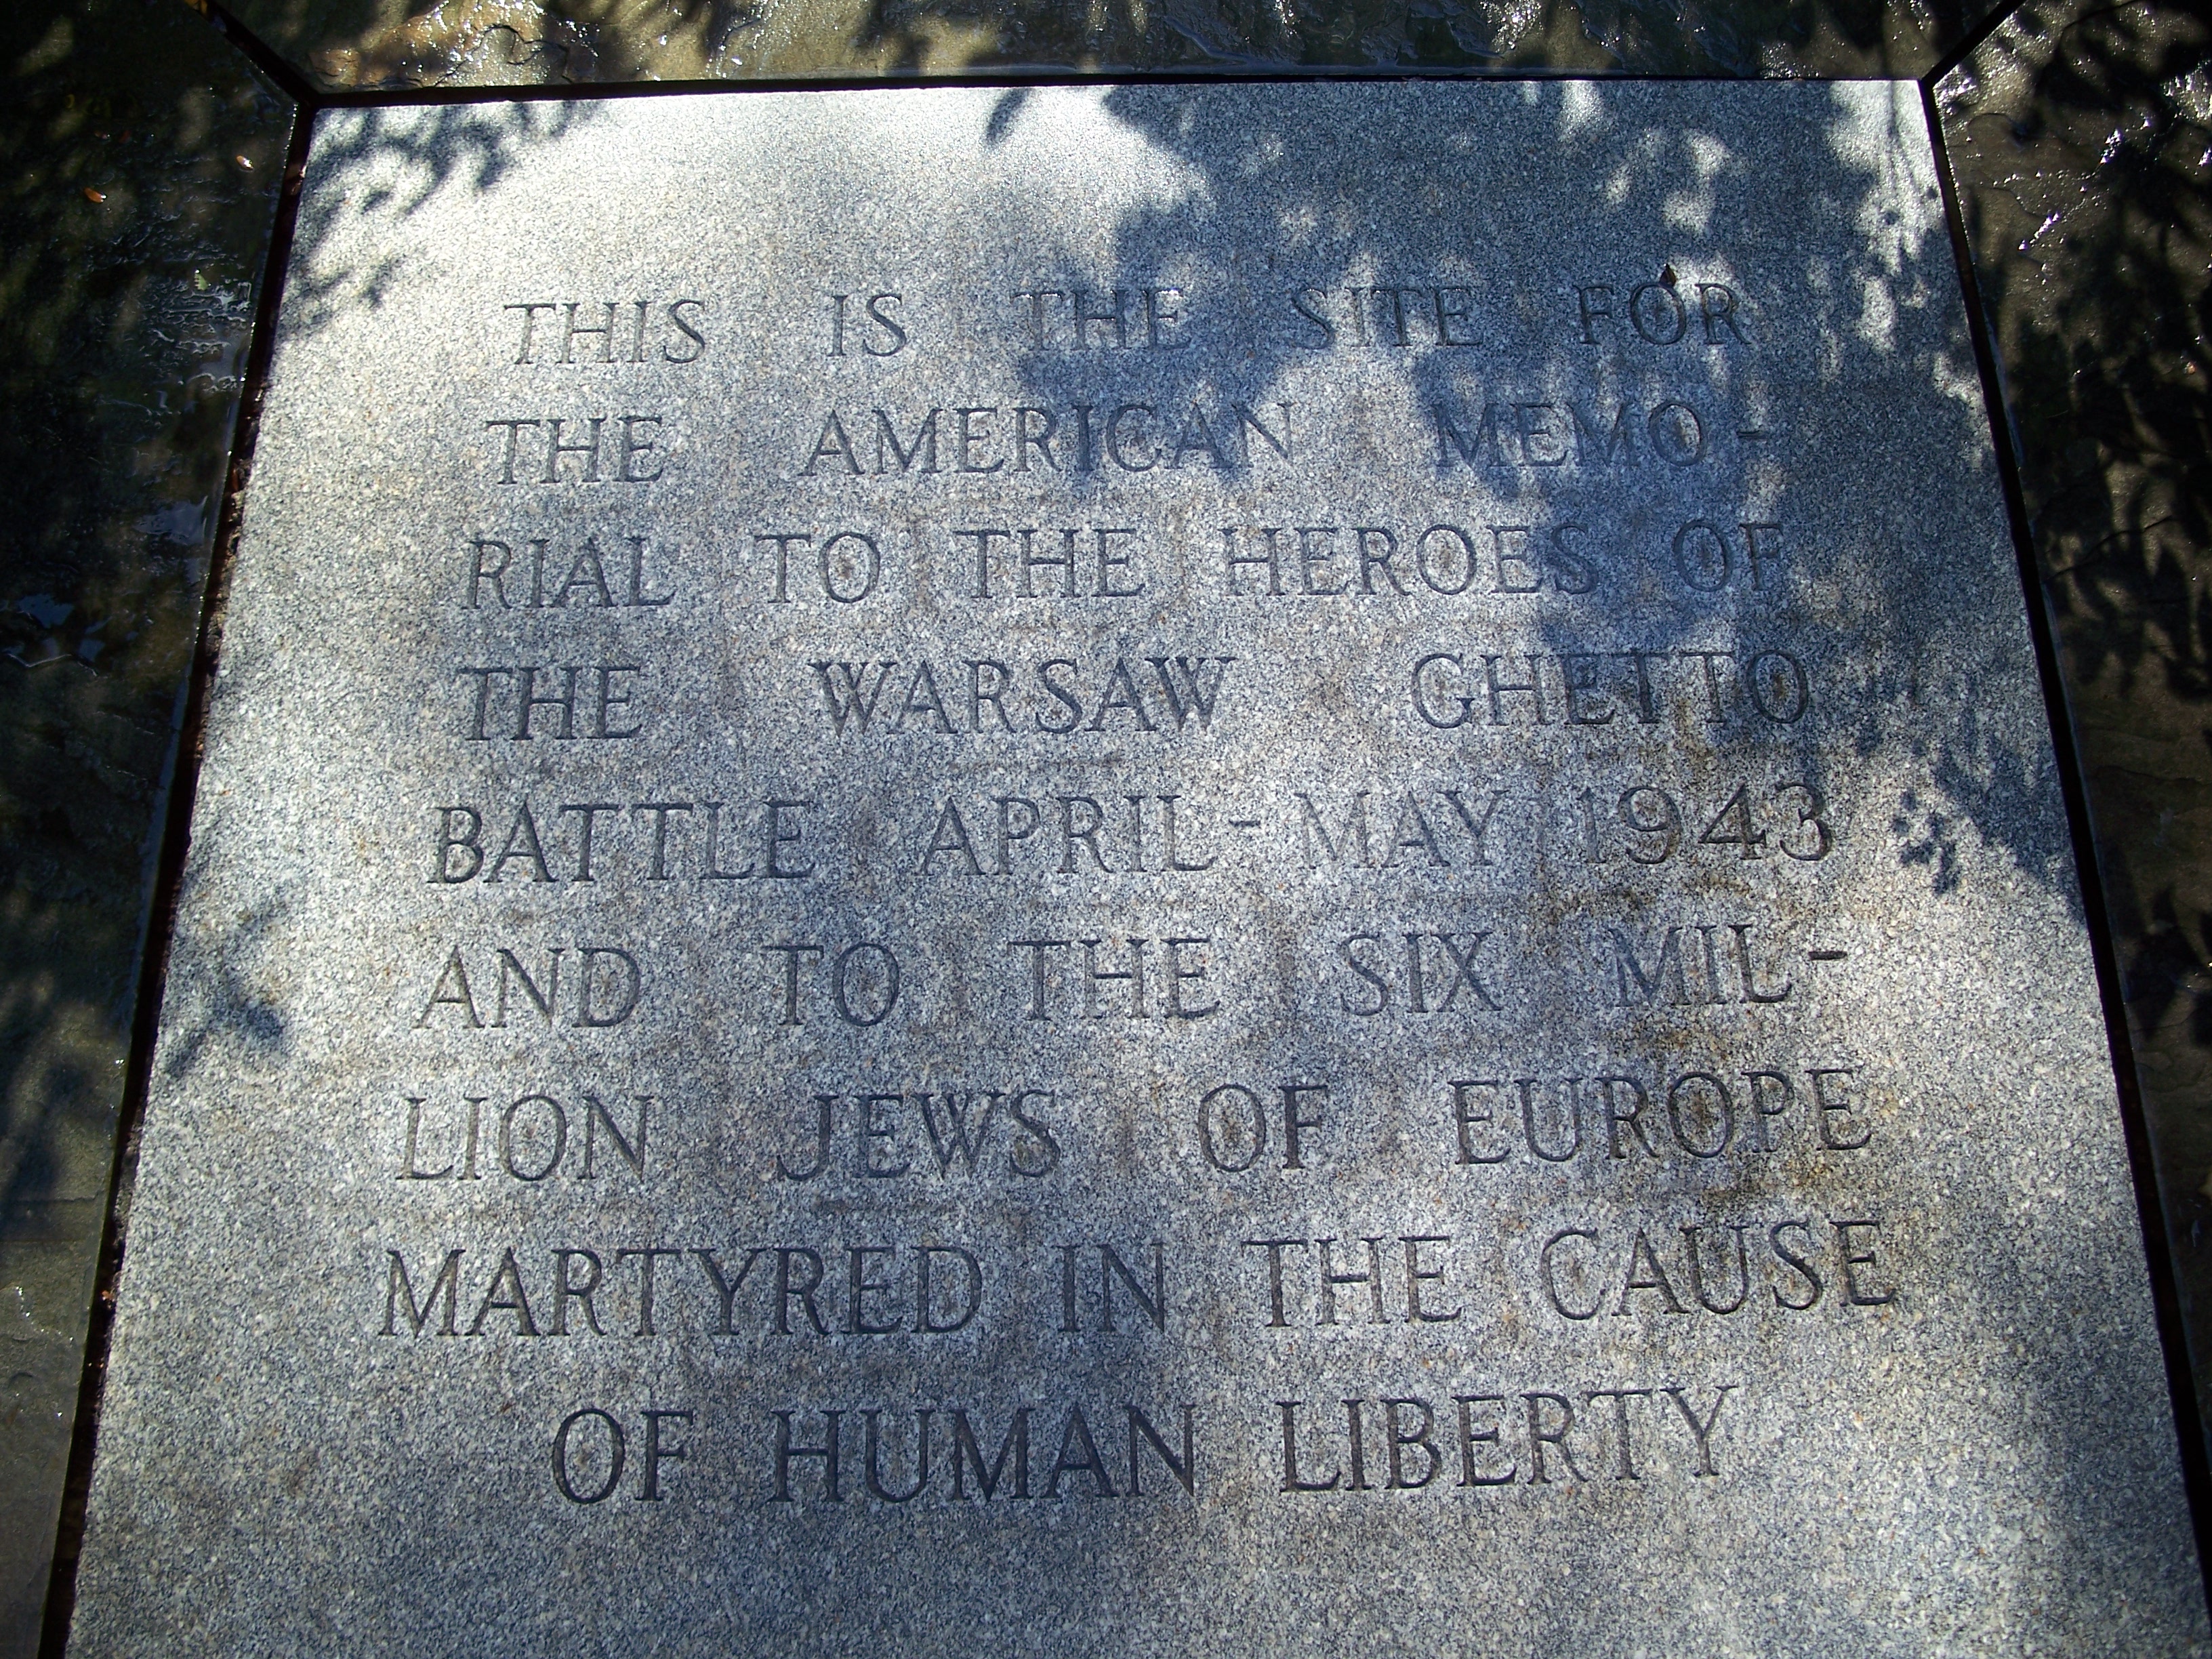 THIS IS THE SITE FOR
THE AMERICAN MEMO-
RIAL TO THE HEROES OF
THE WARSAW GHETTO
BATTLE APRIL-MAY 1943
AND TO THE SIX MIL-
LION JEWS OF EUROPE
MARTYRED IN THE CAUSE
OF HUMAN LIBERTY